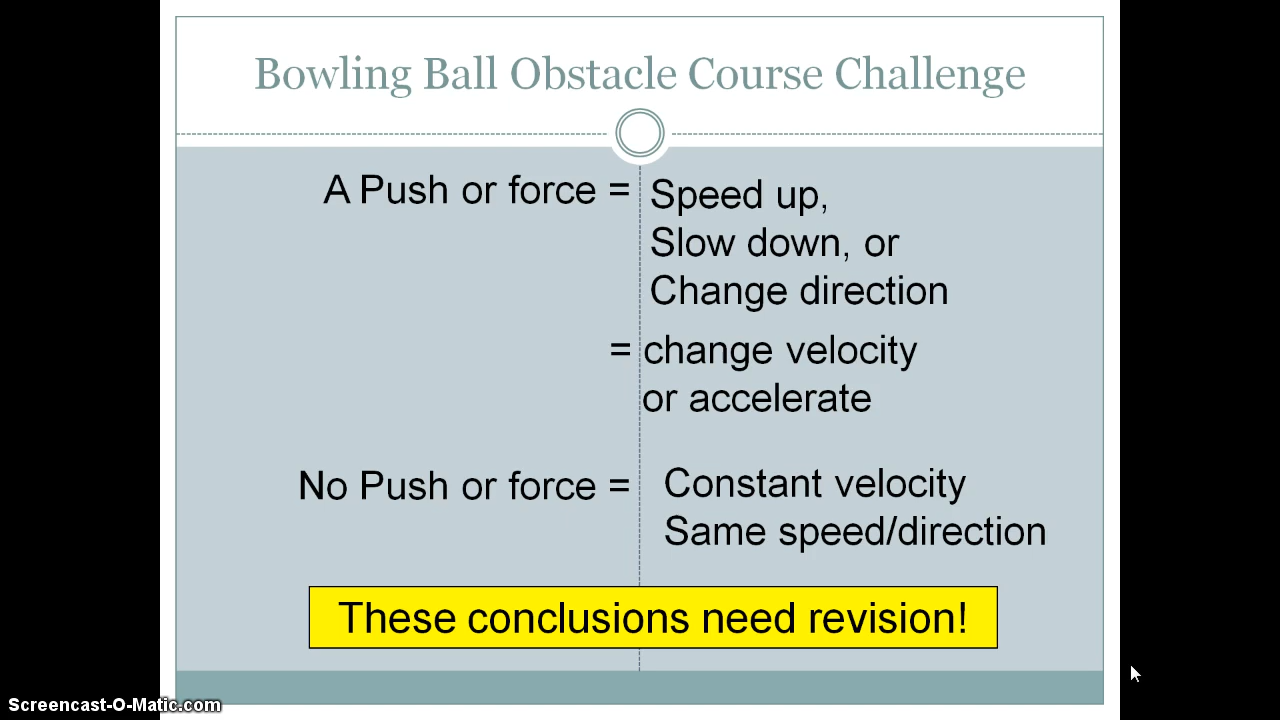 Bowling Ball Obstacle Course Challenge
A Push or force = Speed up,
Slow down, or
Change direction
= change velocity
or accelerate
No Push or force = Constant velocity
Same speed/direction
These conclusions need revision!
Screencast-O-Matic.com